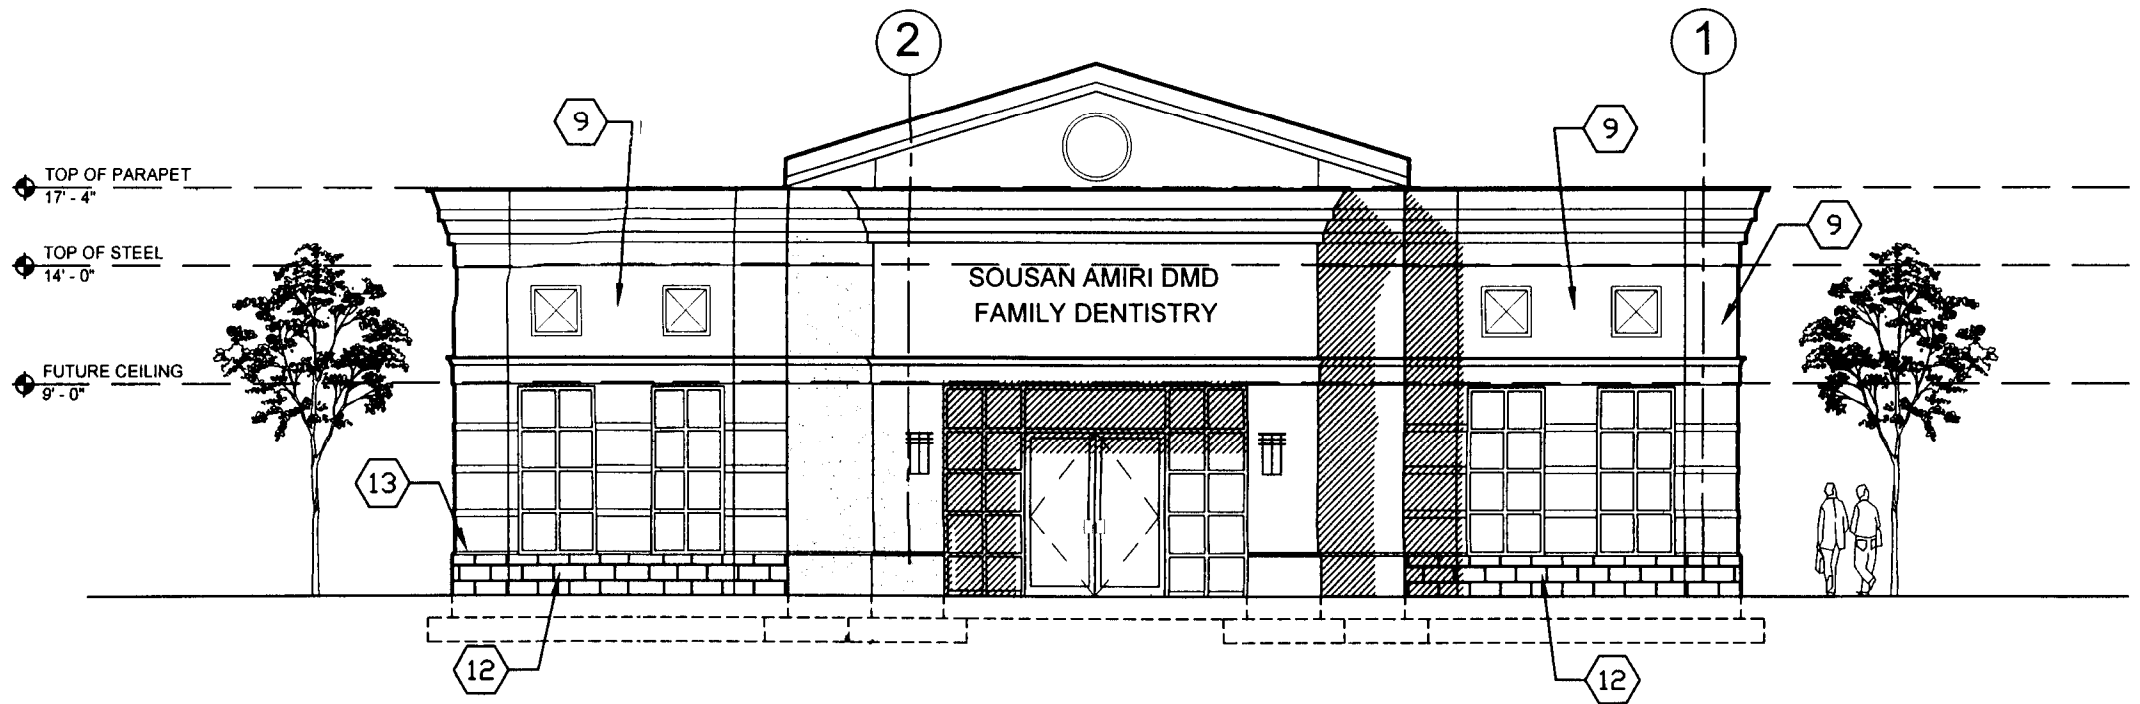 2
1
9
9
TOP OF PARAPET
17' - 4"
9
TOP OF STEEL
14' - 0"
SOUSAN AMIRI DMD
FAMILY DENTISTRY
FUTURE CEILING
9' - 0"
13
12
12